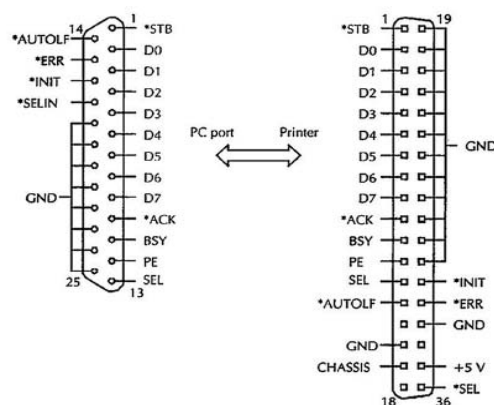 14
*AUTOLF
*ERR
*INIT
*SELIN
GND
25
1
*STB
D0
D1
D2
D3
D4
D5
D6
D7
*ACK
BSY
PE
SEL
13
PC port
Printer
1
*STB
D0
D1
D2
D3
D4
D5
D6
D7
*ACK
BSY
PE
SEL
*AUTOLF
GND
CHASSIS
18
19
GND
*INIT
*ERR
GND
+5 V
*SEL
36